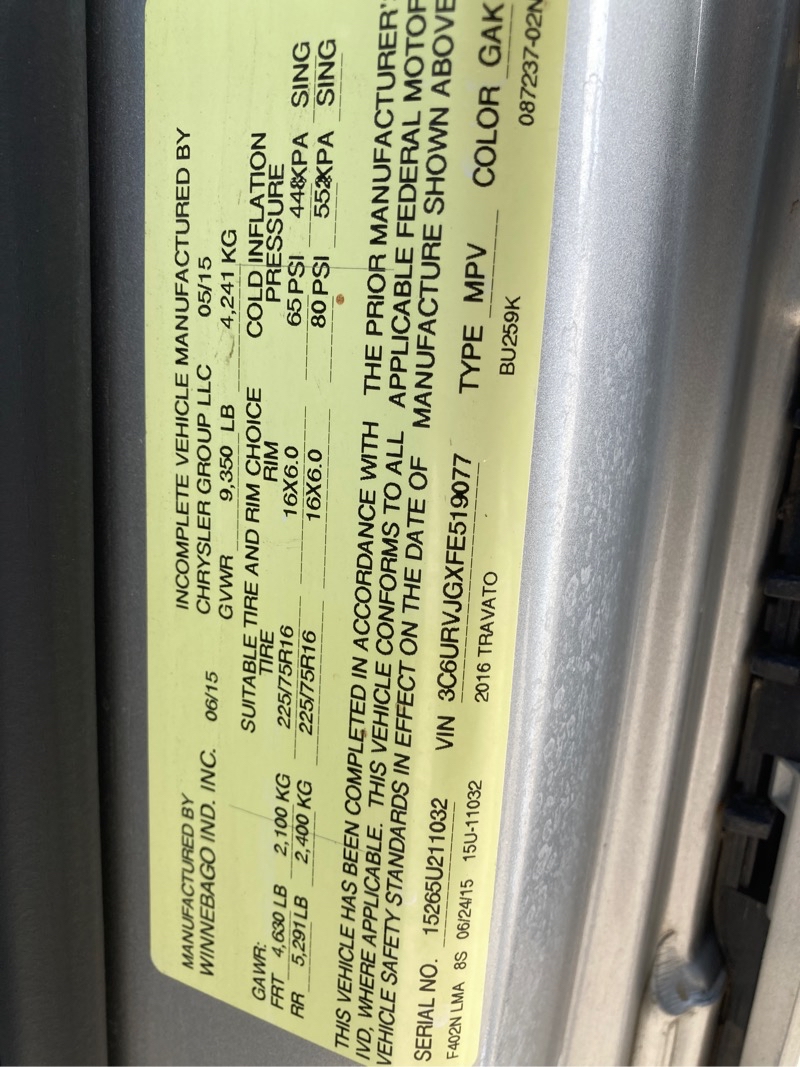 MANUFACTURED BY INCOMPLETE VEHICLE MANUFACTURED BY
WINNEBAGO IND. INC. 06/15 CHRYSLER GROUP LLC 05/15
GVWR 9,350 LB 4,241 KG
GAWR: SUITABLE TIRE AND RIM CHOICE COLD INFLATION
TIRE RIM PRESSURE
FRT 4,630 LB 2,100 KG 225/75R16 16X6.0 65 PSI 448KPA SING
RR 5,291LB 2,400 KG 225/75R16 16X6.0 80 PSI 552KPA SING
THIS VEHICLE HAS BEEN COMPLETED IN ACCORDANCE WITH THE PRIOR MANUFACTURER'S
IVD, WHERE APPLICABLE. THIS VEHICLE CONFORMS TO ALL APPLICABLE FEDERAL MOTOR
VEHICLE SAFETY STANDARDS IN EFFECT ON THE DATE OF MANUFACTURE SHOWN ABOVE
SERIAL NO. 15265U211032 VIN 3C6URVJGXFE519077 TYPE MPV COLOR GAK
F402N LMA 8S 06/24/15 15U-11032 2016 TRAVATO BU259K 087237-02N